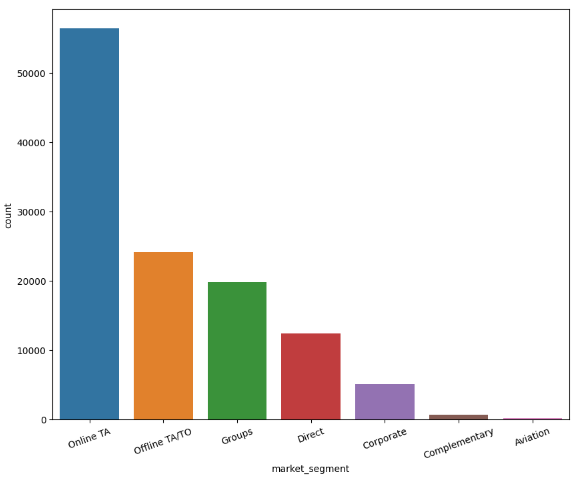 50000
40000
30000
20000
10000
0
count
Online TA
Offline TA/TO
Groups
Direct
Corporate
Complementary
Aviation
market_segment